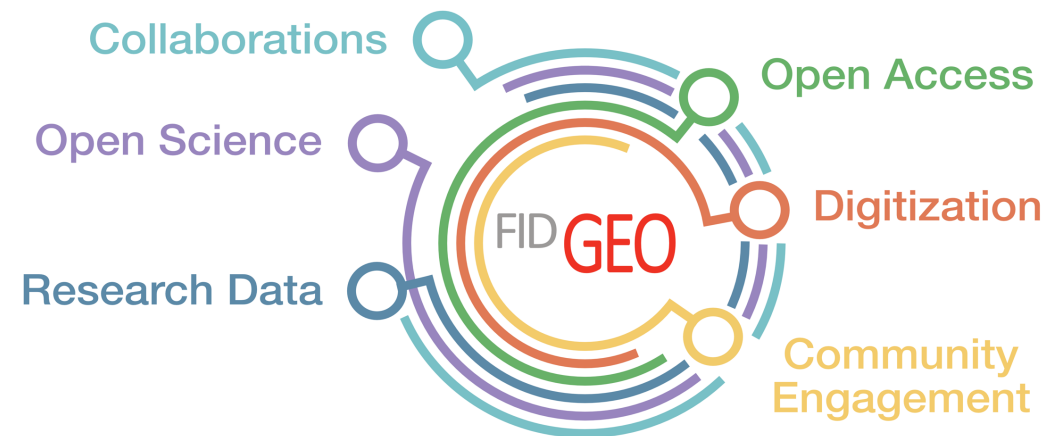 Collaborations
Open Access
Open Science
Digitization
FID GEO
Research Data
Community
Engagement